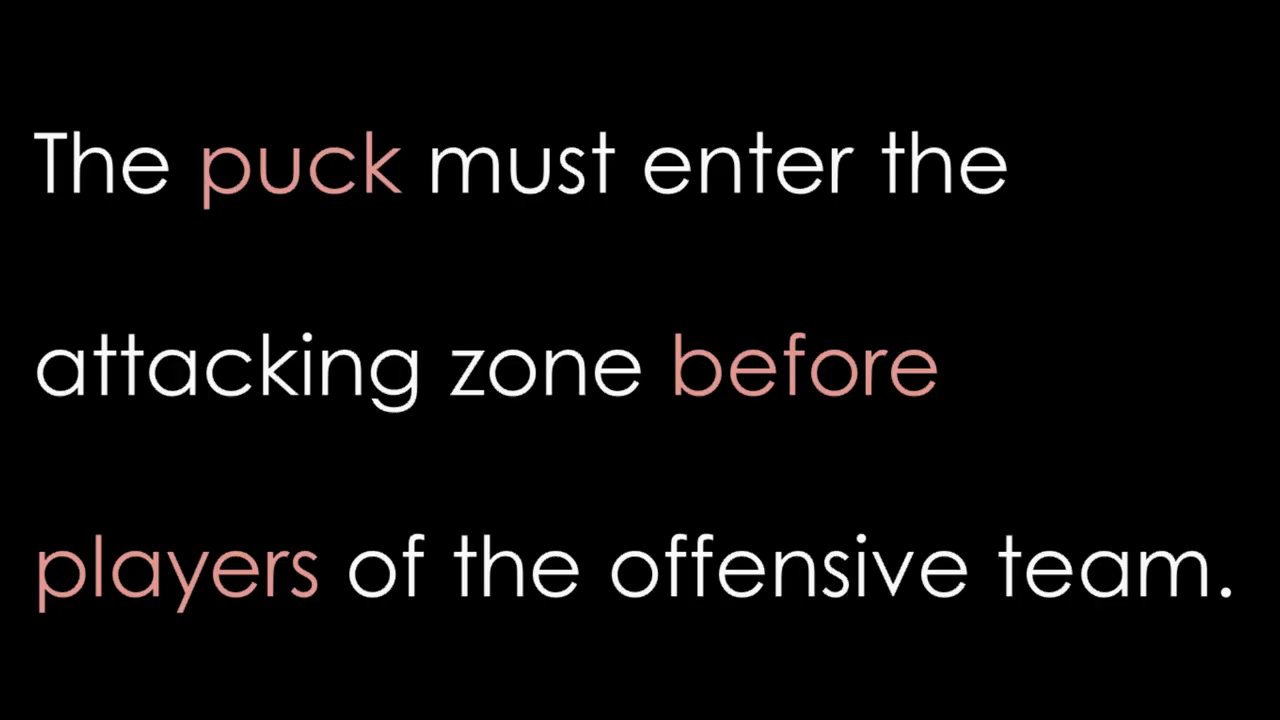 The puck must enter the
attacking zone before
players of the offensive team.